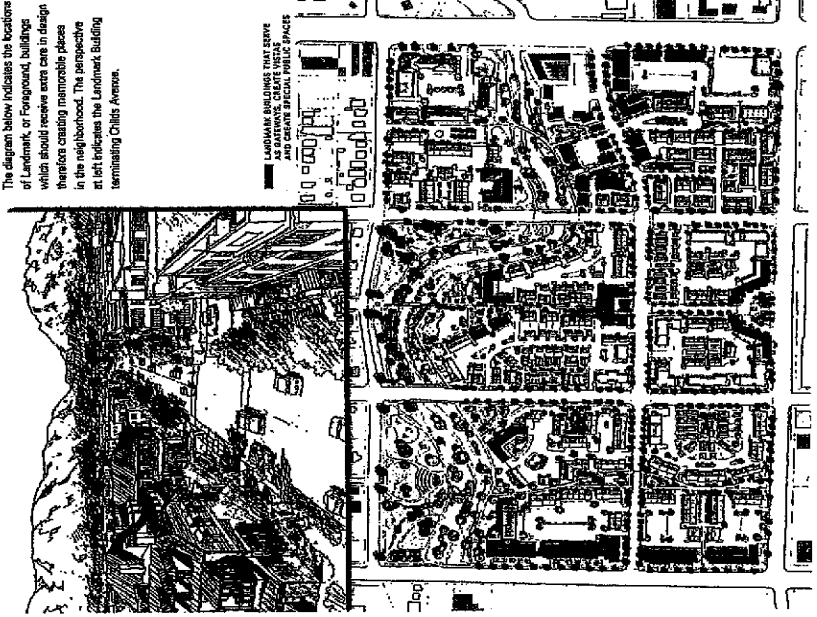 The diagram below indicates the locations
of Landmark, or Foreground, buildings
which should receive extra care in design
therefore creating memorable places
in the neighborhood. The perspective
at left indicates the Landmark Building
terminating Childs Avenue.
LANDMARK BUILDINGS THAT SERVE
AS GATEWAYS, CREATE VISTAS
AND CREATE SPECIAL PUBLIC SPACES